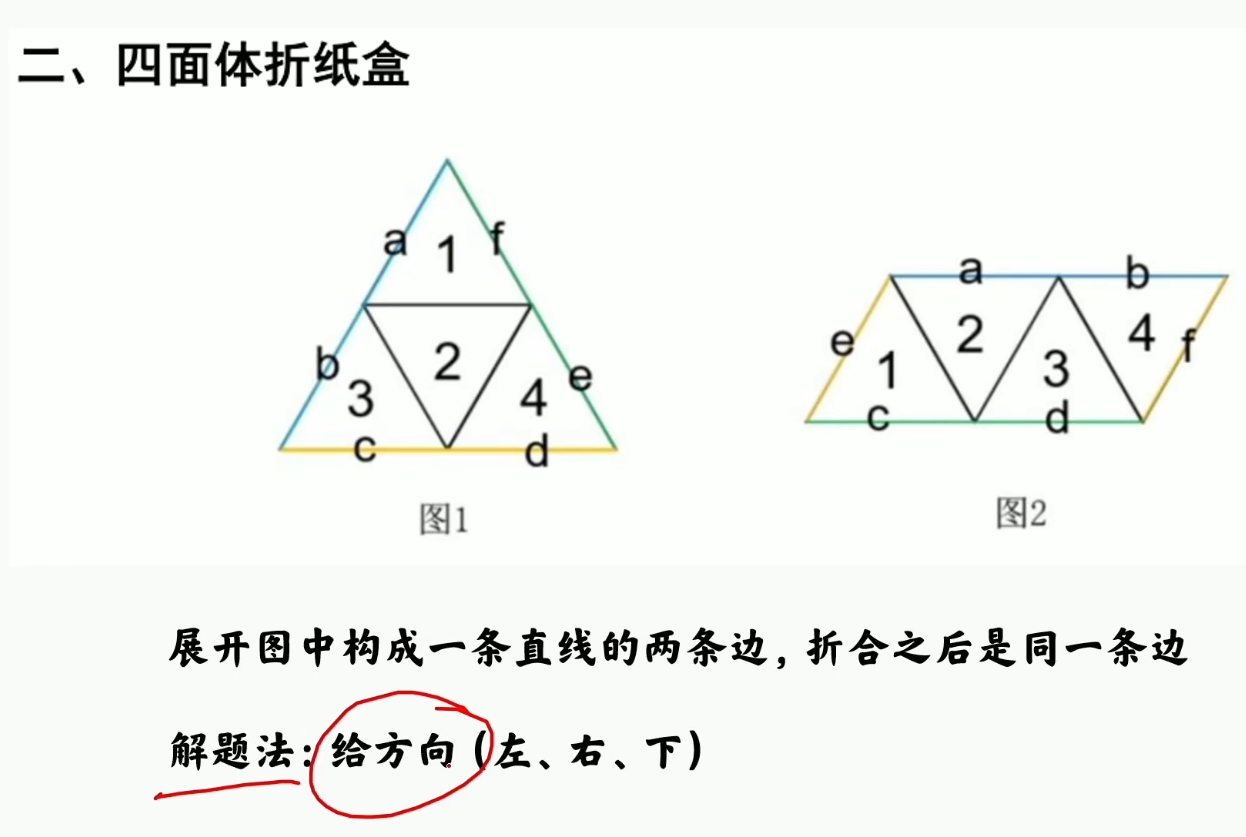 二、四面体折纸盒
a 1 f
b 3 2 4 e
c d
图1
a b
e 1 2 3 4 f
c d
图2
展开图中构成一条直线的两条边，折合之后是同一条边
解题法：给方向（左、右、下）